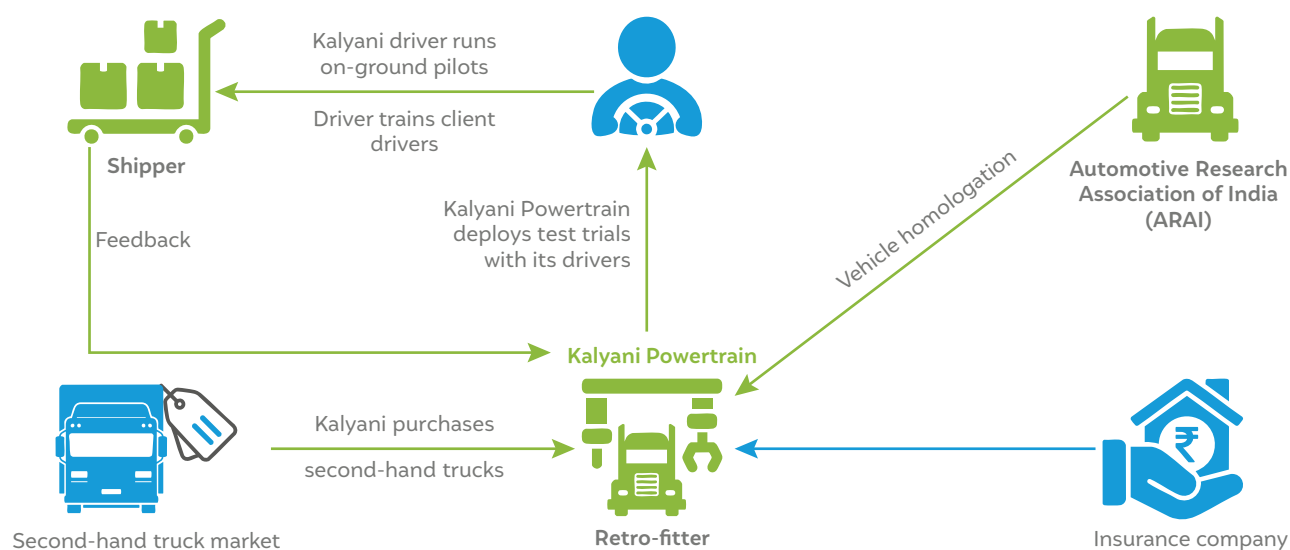 Kalyani driver runs
on-ground pilots
Driver trains client
drivers
Shipper
Automotive Research
Association of India
(ARAI)
Vehicle homologation
Kalyani Powertrain
deploys test trials
with its drivers
Feedback
Kalyani Powertrain
Kalyani purchases
second-hand trucks
₹
Second-hand truck market
Retro-fitter
Insurance company